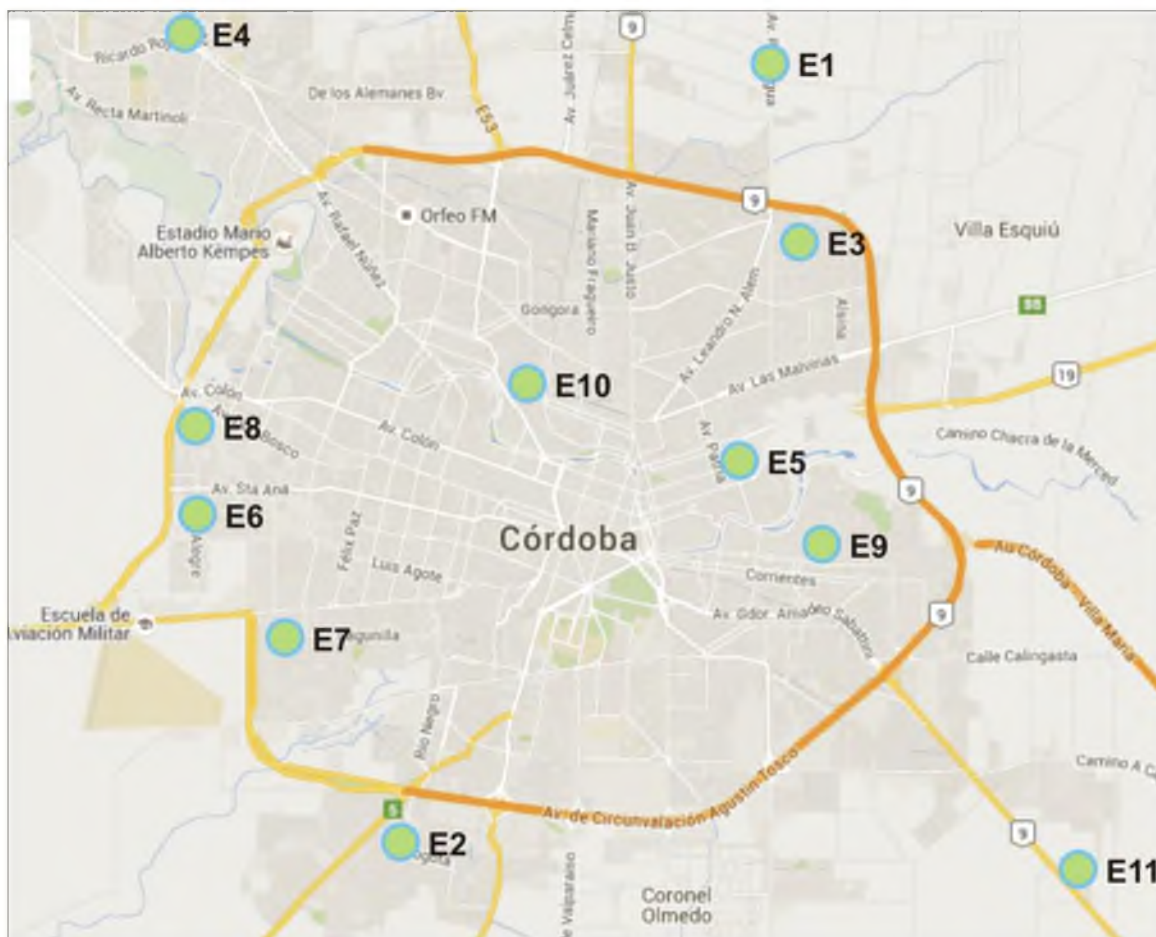 E4
Ricardo
9
E1
Av. Recta Martinoli
De los Alemanes Bv.
E53
Av. Juárez Celm
9
Orfeo FM
Av. Juan B. Justo
Mariano Fragueiro
E3
Villa Esquiú
Estadio Mario
Alberto Kempes
Av. Rafael Núñez
Gongora
Av. Leandro N. Alem
Alsina
Av. Las Malvinas
19
E10
Av. Colón
E8
Bosco
Av. Colón
Av. Patria
E5
Camino Chacra de la Merced
Av. Sta Ana
9
E6
Alegre
Félix Paz
Córdoba
E9
Luis Agote
Corrientes
Au Córdoba - Villa María
Escuela de
Aviación Militar
Av. Gdor.
Sabattini
9
E7
Calle Calingasta
Río Negro
Camino A
Av. de Circunvalación Agustín Tosco
5
E2
9
E11
Valparaiso
Coronel
Olmedo